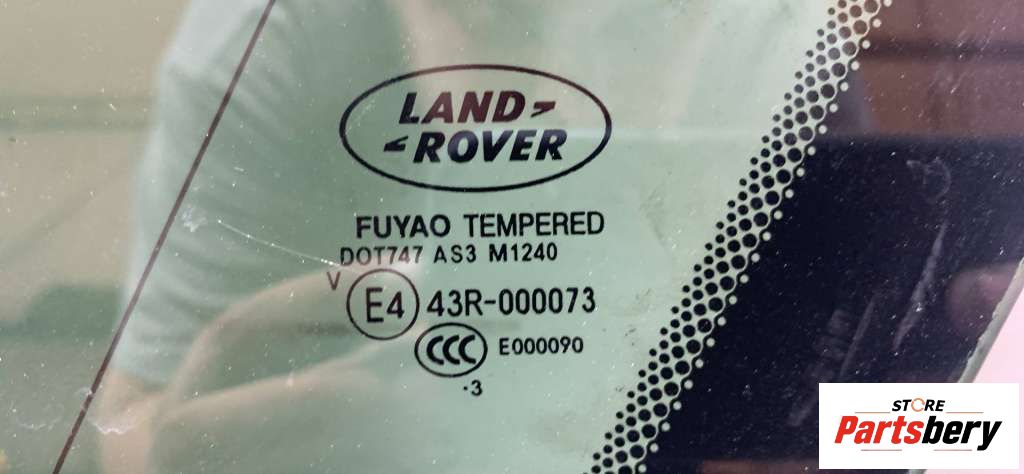 LAND
ROVER
FUYAO TEMPERED
DOT747 AS3 M1240
V
E4 43R-000073
CCC E000090
·3
STORE
Partsbery